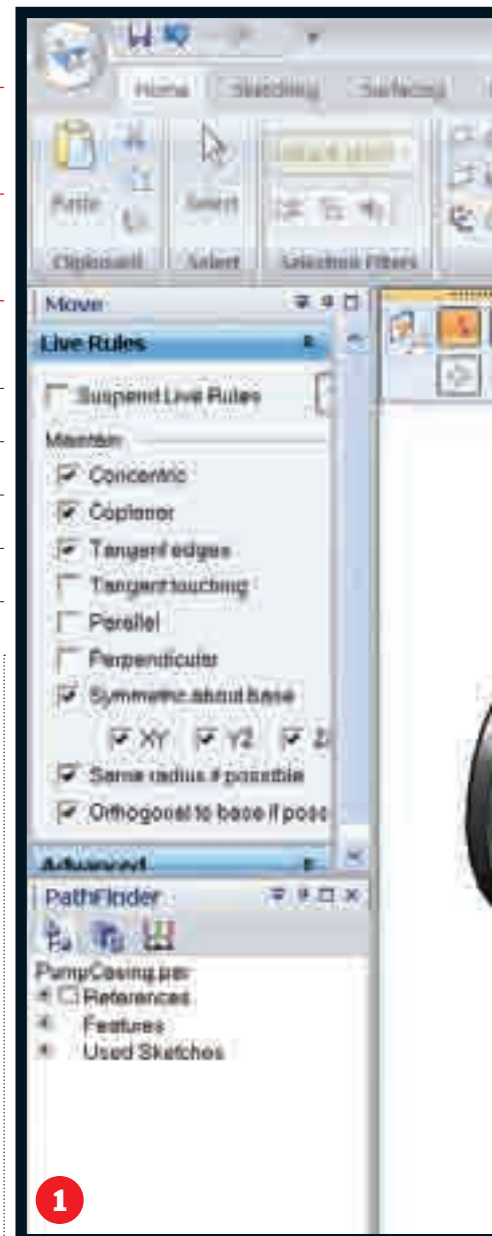 Home Sketching Surfacing
Paste Select
Clipboard Select Selection Filters
Move
Live Rules
Suspend Live Rules
Maintain
Concentric
Coplanar
Tangent edges
Tangent touching
Parallel
Perpendicular
Symmetric about base
XY YZ Z
Same radius if possible
Orthogonal to base if poss
Advanced
PathFinder
PumpCasing.par
References
Features
Used Sketches
1